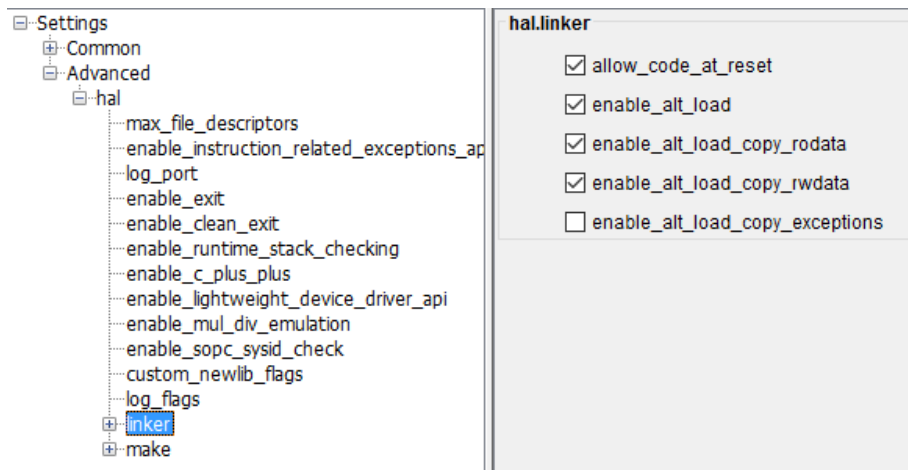 Settings
Common
Advanced
hal
max_file_descriptors
enable_instruction_related_exceptions_ap
log_port
enable_exit
enable_clean_exit
enable_runtime_stack_checking
enable_c_plus_plus
enable_lightweight_device_driver_api
enable_mul_div_emulation
enable_sopc_sysid_check
custom_newlib_flags
log_flags
linker
make
hal.linker
allow_code_at_reset
enable_alt_load
enable_alt_load_copy_rodata
enable_alt_load_copy_rwdata
enable_alt_load_copy_exceptions